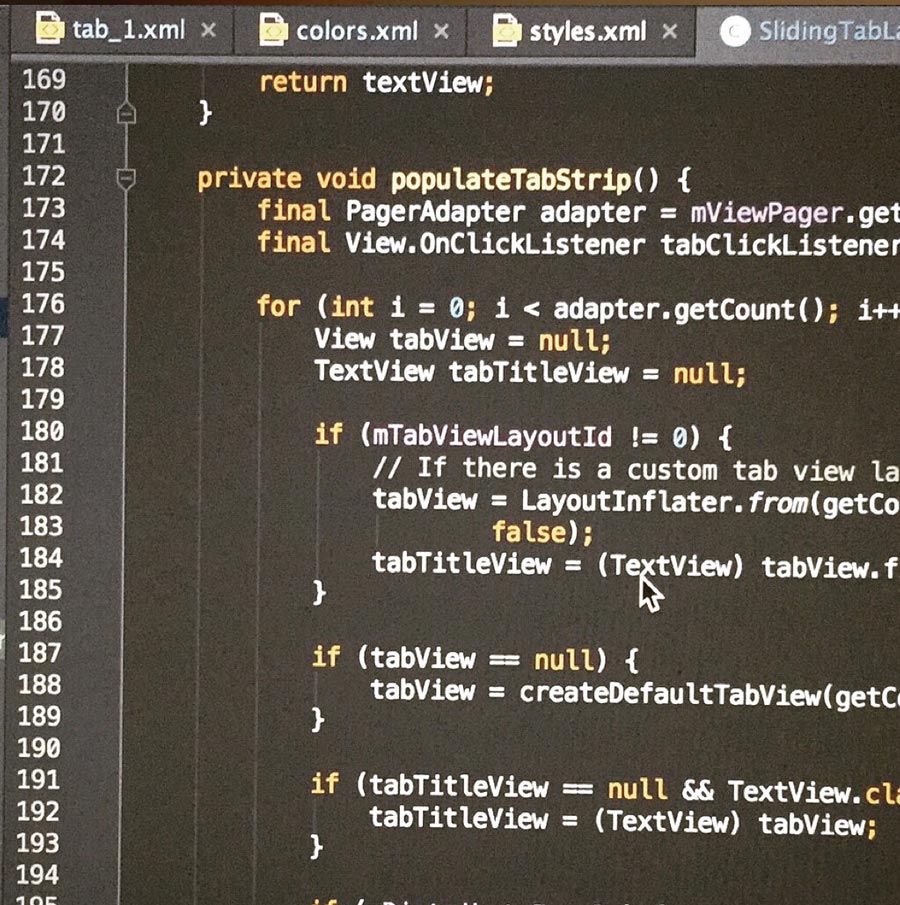 tab_1.xml × colors.xml × styles.xml × C SlidingTabLa
169 return textView;
170 }
171
172 private void populateTabStrip() {
173 final PagerAdapter adapter = mViewPager.get
174 final View.OnClickListener tabClickListener
175
176 for (int i = 0; i < adapter.getCount(); i++
177 View tabView = null;
178 TextView tabTitleView = null;
179
180 if (mTabViewLayoutId != 0) {
181 // If there is a custom tab view la
182 tabView = LayoutInflater.from(getCo
183 false);
184 tabTitleView = (TextView) tabView.f
185 }
186
187 if (tabView == null) {
188 tabView = createDefaultTabView(getCo
189 }
190
191 if (tabTitleView == null && TextView.cla
192 tabTitleView = (TextView) tabView;
193 }
194
195 if (